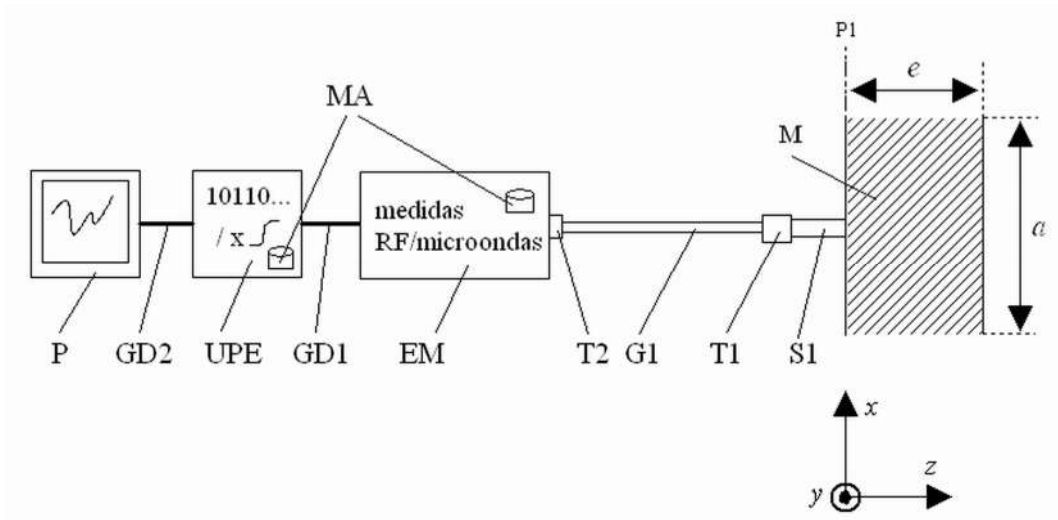 P1
e
MA
M
10110...
/ x
medidas
RF/microondas
a
P
GD2
UPE
GD1
EM
T2
G1
T1
S1
x
z
y